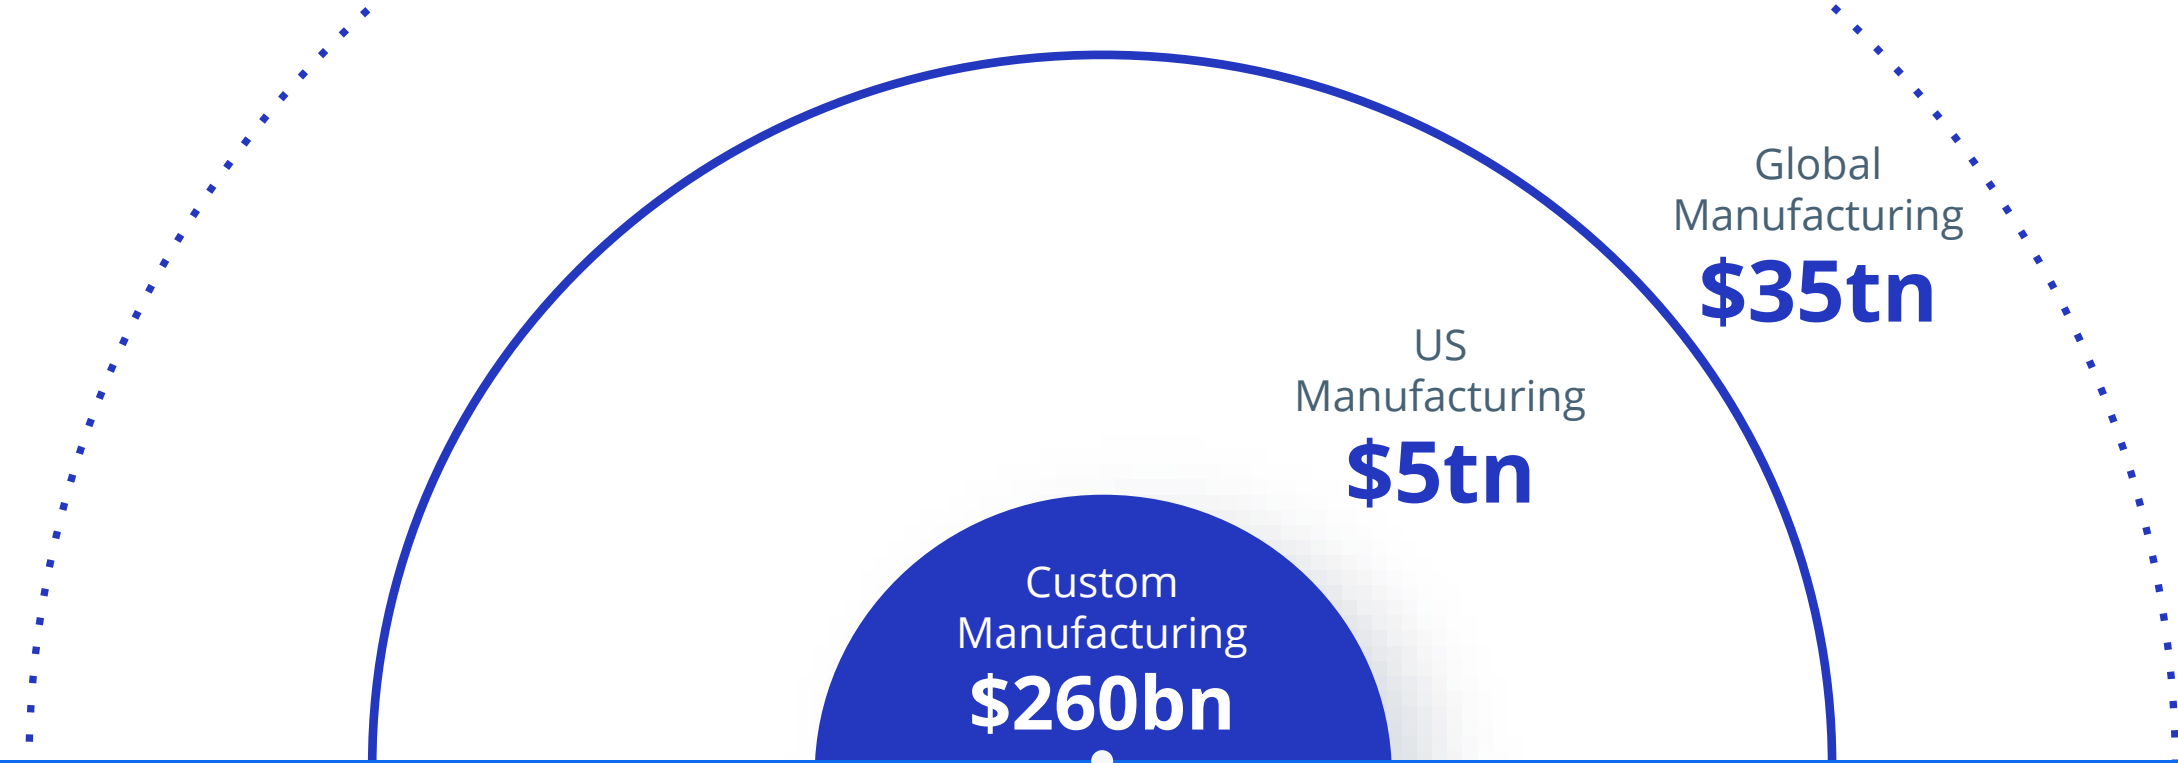 Global
Manufacturing
$35tn
US
Manufacturing
$5tn
Custom
Manufacturing
$260bn